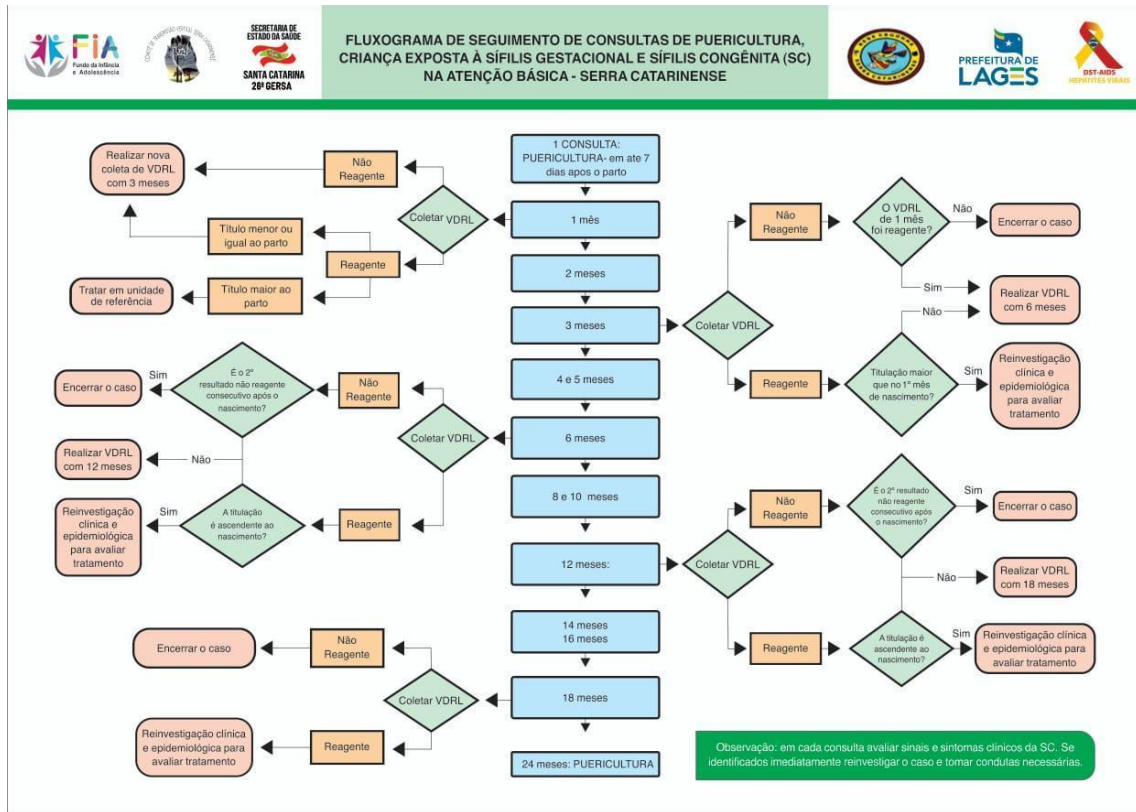 FiA
Fundo da Infância
e Adolescência
SECRETARIA DE
ESTADO DA SAÚDE
SANTA CATARINA
28ª GERSA
FLUXOGRAMA DE SEGUIMENTO DE CONSULTAS DE PUERICULTURA,
CRIANÇA EXPOSTA À SÍFILIS GESTACIONAL E SÍFILIS CONGÊNITA (SC)
NA ATENÇÃO BÁSICA - SERRA CATARINENSE
PREFEITURA DE
LAGES
DST-AIDS
HEPATITES VIRAIS
1 CONSULTA:
PUERICULTURA- em ate 7
dias apos o parto
1 mês
Coletar VDRL
Não
Reagente
Realizar nova
coleta de VDRL
com 3 meses
Reagente
Título menor ou
igual ao parto
Título maior ao
parto
Tratar em unidade
de referência
2 meses
3 meses
Coletar VDRL
Não
Reagente
O VDRL
de 1 mês
foi reagente?
Não
Encerrar o caso
Sim
Realizar VDRL
com 6 meses
Não
Reagente
Titulação maior
que no 1ª mês
de nascimento?
Sim
Reinvestigação
clínica e
epidemiológica
para avaliar
tratamento
4 e 5 meses
6 meses
Coletar VDRL
Não
Reagente
É o 2ª
resultado não reagente
consecutivo após o
nascimento?
Sim
Encerrar o caso
Não
Realizar VDRL
com 12 meses
Reagente
A titulação
é ascendente ao
nascimento?
Sim
Reinvestigação
clínica e
epidemiológica
para avaliar
tratamento
8 e 10 meses
12 meses:
Coletar VDRL
Não
Reagente
É o 2ª resultado
não reagente
consecutivo após
o nascimento?
Sim
Encerrar o caso
Não
Realizar VDRL
com 18 meses
Reagente
A titulação é
ascendente ao
nascimento?
Sim
Reinvestigação clínica
e epidemiológica para
avaliar tratamento
14 meses
16 meses
18 meses
Coletar VDRL
Não
Reagente
Encerrar o caso
Reagente
Reinvestigação clínica
e epidemiológica para
avaliar tratamento
24 meses: PUERICULTURA
Observação: em cada consulta avaliar sinais e sintomas clínicos da SC. Se
identificados imediatamente reinvestigar o caso e tomar condutas necessárias.